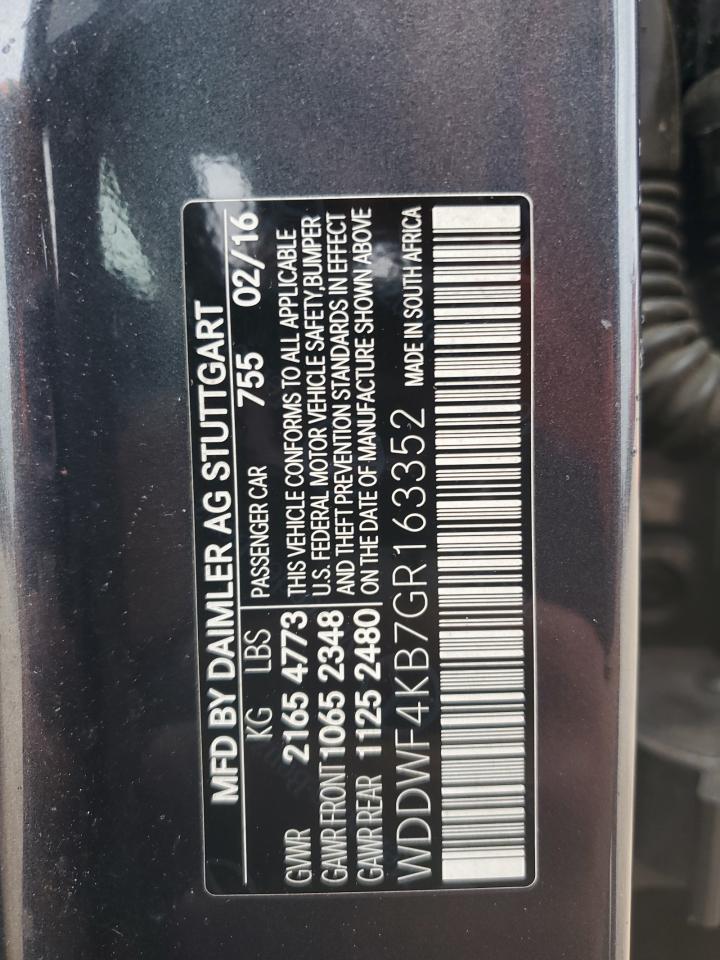 MFD BY DAIMLER AG STUTTGART
KG LBS PASSENGER CAR 755 02/16
GVWR 2165 4773 THIS VEHICLE CONFORMS TO ALL APPLICABLE
GAWR FRONT 1065 2348 U.S. FEDERAL MOTOR VEHICLE SAFETY,BUMPER
AND THEFT PREVENTION STANDARDS IN EFFECT
GAWR REAR 1125 2480 ON THE DATE OF MANUFACTURE SHOWN ABOVE
WDDWF4KB7GR163352 MADE IN SOUTH AFRICA